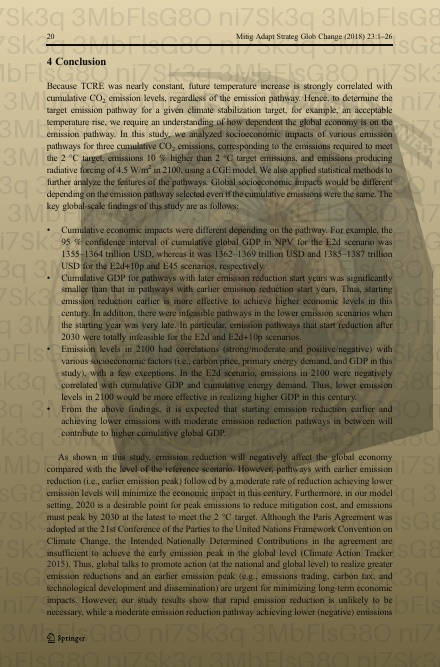 20
Mitig Adapt Strateg Glob Change (2018) 23:1–26
4 Conclusion
Because TCRE was nearly constant, future temperature increase is strongly correlated with
cumulative CO2 emission levels, regardless of the emission pathway. Hence, to determine the
target emission pathway for a given climate stabilization target, for example, an acceptable
temperature rise, we require an understanding of how dependent the global economy is on the
emission pathway. In this study, we analyzed socioeconomic impacts of various emission
pathways for three cumulative CO2 emissions, corresponding to the emissions required to meet
the 2 °C target, emissions 10 % higher than 2 °C target emissions, and emissions producing
radiative forcing of 4.5 W/m2 in 2100, using a CGE model. We also applied statistical methods to
further analyze the features of the pathways. Global socioeconomic impacts would be different
depending on the emission pathway selected even if the cumulative emissions were the same. The
key global-scale findings of this study are as follows:
• Cumulative economic impacts were different depending on the pathway. For example, the
95 % confidence interval of cumulative global GDP in NPV for the E2d scenario was
1355–1364 trillion USD, whereas it was 1362–1369 trillion USD and 1385–1387 trillion
USD for the E2d+10p and E45 scenarios, respectively.
• Cumulative GDP for pathways with later emission reduction start years was significantly
smaller than that in pathways with earlier emission reduction start years. Thus, starting
emission reduction earlier is more effective to achieve higher economic levels in this
century. In addition, there were infeasible pathways in the lower emission scenarios when
the starting year was very late. In particular, emission pathways that start reduction after
2030 were totally infeasible for the E2d and E2d+10p scenarios.
• Emission levels in 2100 had correlations (strong/moderate and positive/negative) with
various socioeconomic factors (i.e., carbon price, primary energy demand, and GDP in this
study), with a few exceptions. In the E2d scenario, emissions in 2100 were negatively
correlated with cumulative GDP and cumulative energy demand. Thus, lower emission
levels in 2100 would be more effective in realizing higher GDP in this century.
• From the above findings, it is expected that starting emission reduction earlier and
achieving lower emissions with moderate emission reduction pathways in between will
contribute to higher cumulative global GDP.
As shown in this study, emission reduction will negatively affect the global economy
compared with the level of the reference scenario. However, pathways with earlier emission
reduction (i.e., earlier emission peak) followed by a moderate rate of reduction achieving lower
emission levels will minimize the economic impact in this century. Furthermore, in our model
setting, 2020 is a desirable point for peak emissions to reduce mitigation cost, and emissions
must peak by 2030 at the latest to meet the 2 °C target. Although the Paris Agreement was
adopted at the 21st Conference of the Parties to the United Nations Framework Convention on
Climate Change, the Intended Nationally Determined Contributions in the agreement are
insufficient to achieve the early emission peak in the global level (Climate Action Tracker
2015). Thus, global talks to promote action (at the national and global level) to realize greater
emission reductions and an earlier emission peak (e.g., emissions trading, carbon tax, and
technological development and dissemination) are urgent for minimizing long-term economic
impacts. However, our study results show that rapid emission reduction is unlikely to be
necessary, while a moderate emission reduction pathway achieving lower (negative) emissions
Springer